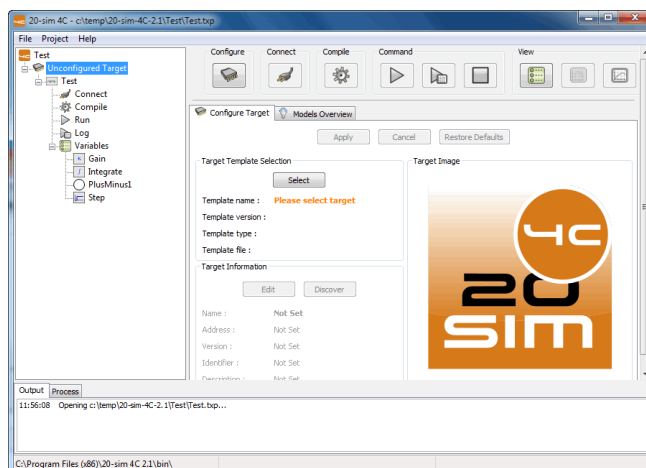 20-sim 4C - c:\temp\20-sim-4C-2.1\Test\Test.txp
File Project Help
Test
Unconfigured Target
Test
Connect
Compile
Run
Log
Variables
Gain
Integrate
PlusMinus1
Step
Configure Connect Compile Command View
Configure Target Models Overview
Apply Cancel Restore Defaults
Target Template Selection
Select
Template name : Please select target
Template version :
Template type :
Template file :
Target Information
Edit Discover
Name : Not Set
Address : Not Set
Version : Not Set
Identifier : Not Set
Description : Not Set
Target Image
4C
20
SIM
Output Process
11:56:08 Opening c:\temp\20-sim-4C-2.1\Test\Test.txp...
C:\Program Files (x86)\20-sim 4C 2.1\bin\